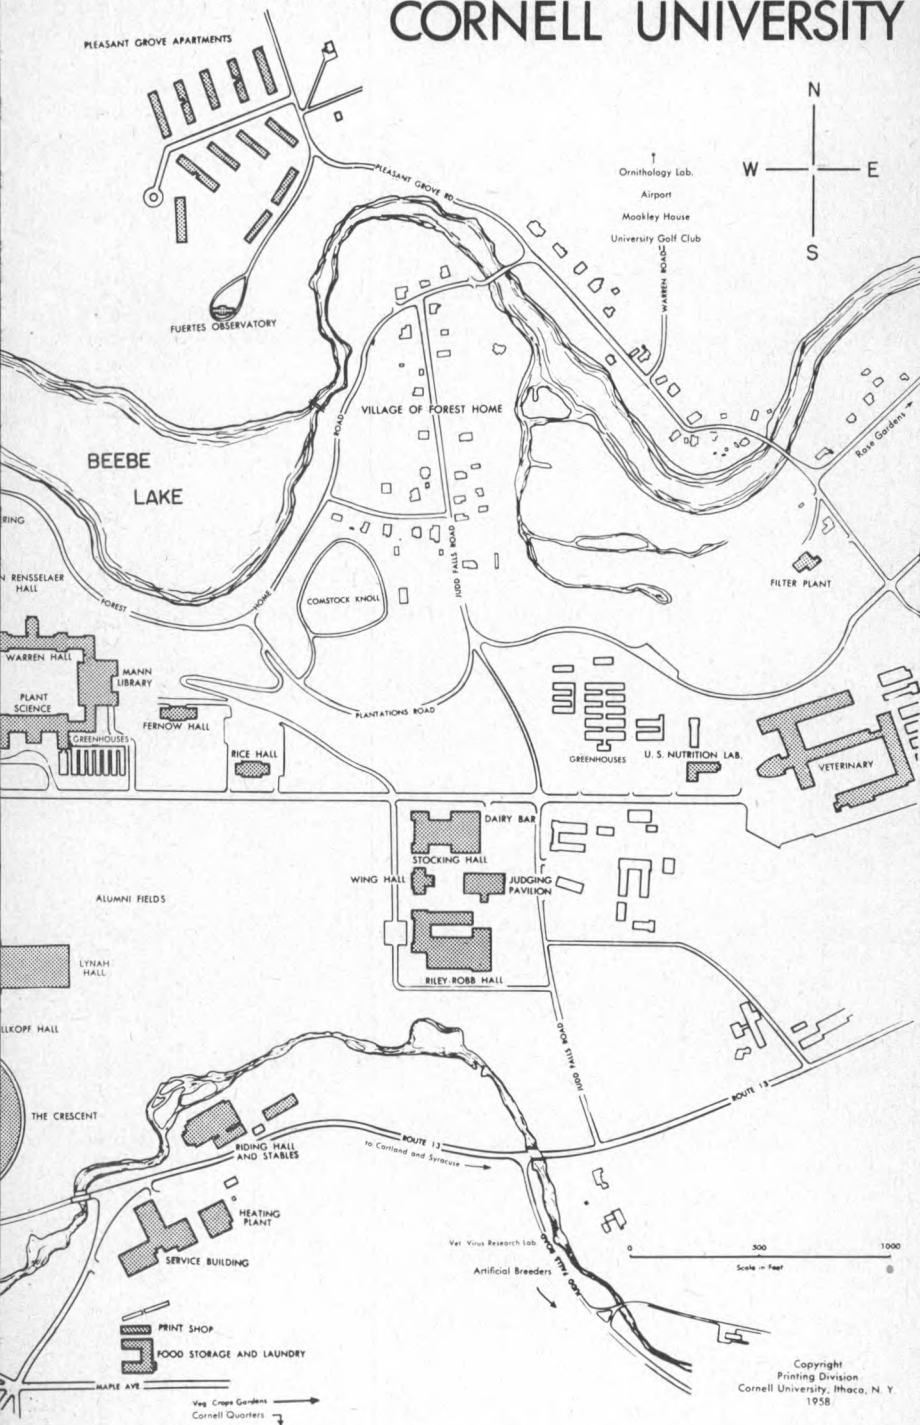 CORNELL UNIVERSITY
PLEASANT GROVE APARTMENTS
N
W
E
S
PLEASANT GROVE RD
Ornithology Lab.
Airport
Moakley House
University Golf Club
WARREN ROAD
FUERTES OBSERVATORY
VILLAGE OF FOREST HOME
ROAD
BEEBE
LAKE
Rose Gardens
RING
N RENSSELAER
HALL
FOREST
HOME
COMSTOCK KNOLL
JUDD FALLS ROAD
FILTER PLANT
WARREN HALL
MANN
LIBRARY
PLANT
SCIENCE
GREENHOUSES
FERNOW HALL
PLANTATIONS ROAD
RICE HALL
GREENHOUSES
U. S. NUTRITION LAB.
VETERINARY
DAIRY BAR
STOCKING HALL
WING HALL
JUDGING
PAVILION
ALUMNI FIELDS
LYNAH
HALL
RILEY-ROBB HALL
LLKOPF HALL
JUDD FALLS ROAD
THE CRESCENT
ROUTE 13
ROUTE 13
to Cortland and Syracuse
RIDING HALL
AND STABLES
HEATING
PLANT
SERVICE BUILDING
Vet. Virus Research Lab.
Artificial Breeders
JUDD FALLS ROAD
0 500 1000
Scale in Feet
PRINT SHOP
FOOD STORAGE AND LAUNDRY
MAPLE AVE
Veg Crops Gardens
Cornell Quarters
Copyright
Printing Division
Cornell University, Ithaca, N. Y.
1958